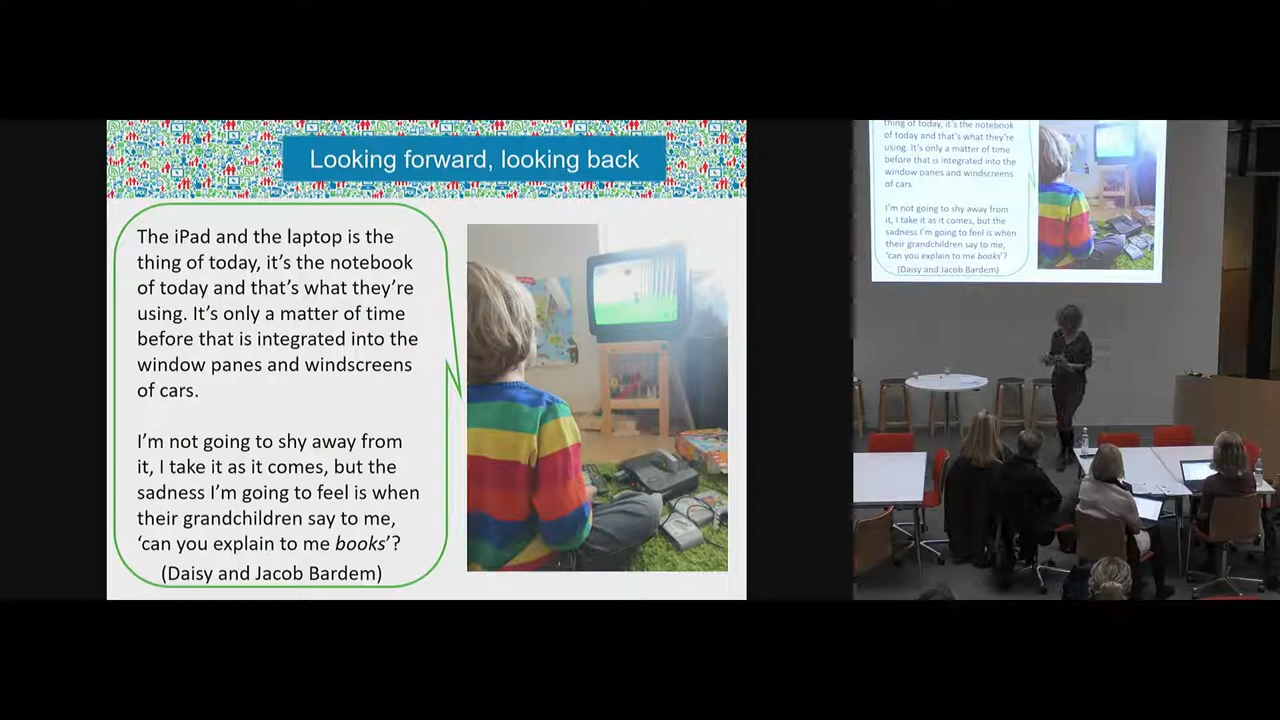 Looking forward, looking back
The iPad and the laptop is the
thing of today, it’s the notebook
of today and that’s what they’re
using. It’s only a matter of time
before that is integrated into the
window panes and windscreens
of cars.
I’m not going to shy away from
it, I take it as it comes, but the
sadness I’m going to feel is when
their grandchildren say to me,
‘can you explain to me books’?
(Daisy and Jacob Bardem)
thing of today, it’s the notebook
of today and that’s what they’re
using. It’s only a matter of time
before that is integrated into the
window panes and windscreens
of cars
I’m not going to shy away from
it, I take it as it comes, but the
sadness I’m going to feel is when
their grandchildren say to me,
‘can you explain to me books’?
(Daisy and Jacob Bardem)